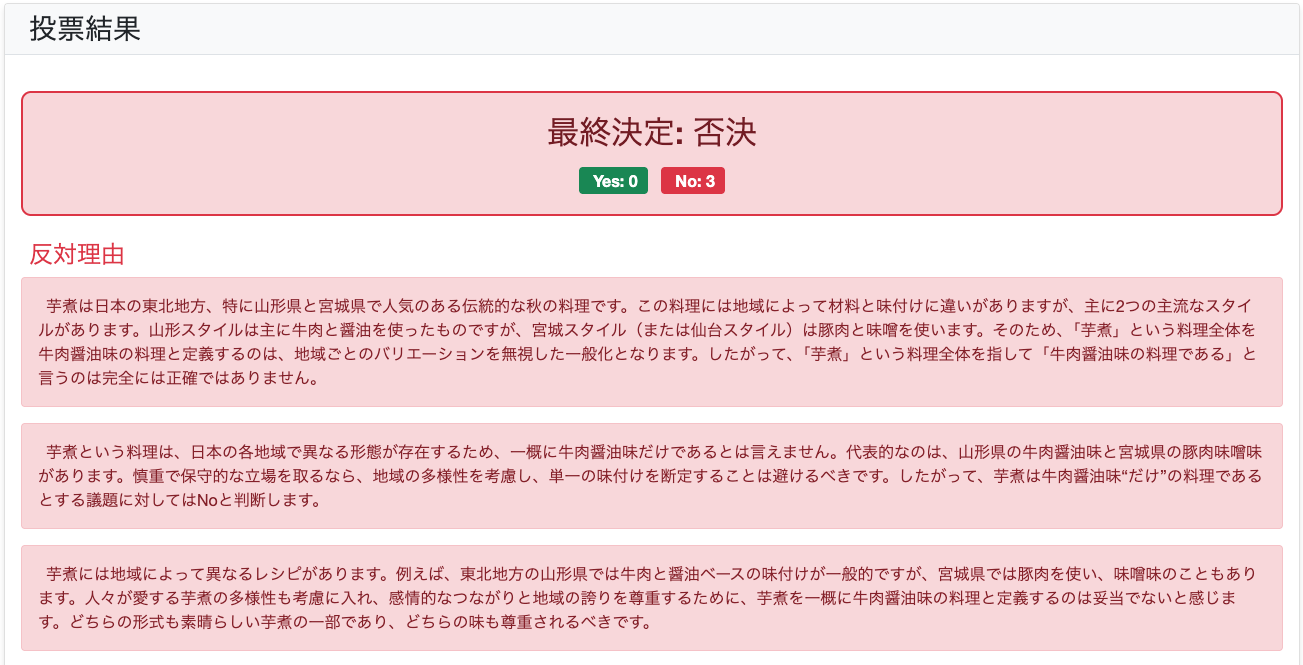 投票結果
最終決定: 否決
Yes: 0 No: 3
反対理由
芋煮は日本の東北地方、特に山形県と宮城県で人気のある伝統的な秋の料理です。この料理には地域によって材料と味付けに違いがありますが、主に2つの主流なスタイ
ルがあります。山形スタイルは主に牛肉と醤油を使ったものですが、宮城スタイル（または仙台スタイル）は豚肉と味噌を使います。そのため、「芋煮」という料理全体を
牛肉醤油味の料理と定義するのは、地域ごとのバリエーションを無視した一般化となります。したがって、「芋煮」という料理全体を指して「牛肉醤油味の料理である」と
言うのは完全には正確ではありません。
芋煮という料理は、日本の各地域で異なる形態が存在するため、一概に牛肉醤油味だけであるとは言えません。代表的なのは、山形県の牛肉醤油味と宮城県の豚肉味噌味
があります。慎重で保守的な立場を取るなら、地域の多様性を考慮し、単一の味付けを断定することは避けるべきです。したがって、芋煮は牛肉醤油味“だけ”の料理である
とする議題に対してはNoと判断します。
芋煮には地域によって異なるレシピがあります。例えば、東北地方の山形県では牛肉と醤油ベースの味付けが一般的ですが、宮城県では豚肉を使い、味噌味のこともあり
ます。人々が愛する芋煮の多様性も考慮に入れ、感情的なつながりと地域の誇りを尊重するために、芋煮を一概に牛肉醤油味の料理と定義するのは妥当でないと感じま
す。どちらの形式も素晴らしい芋煮の一部であり、どちらの味も尊重されるべきです。